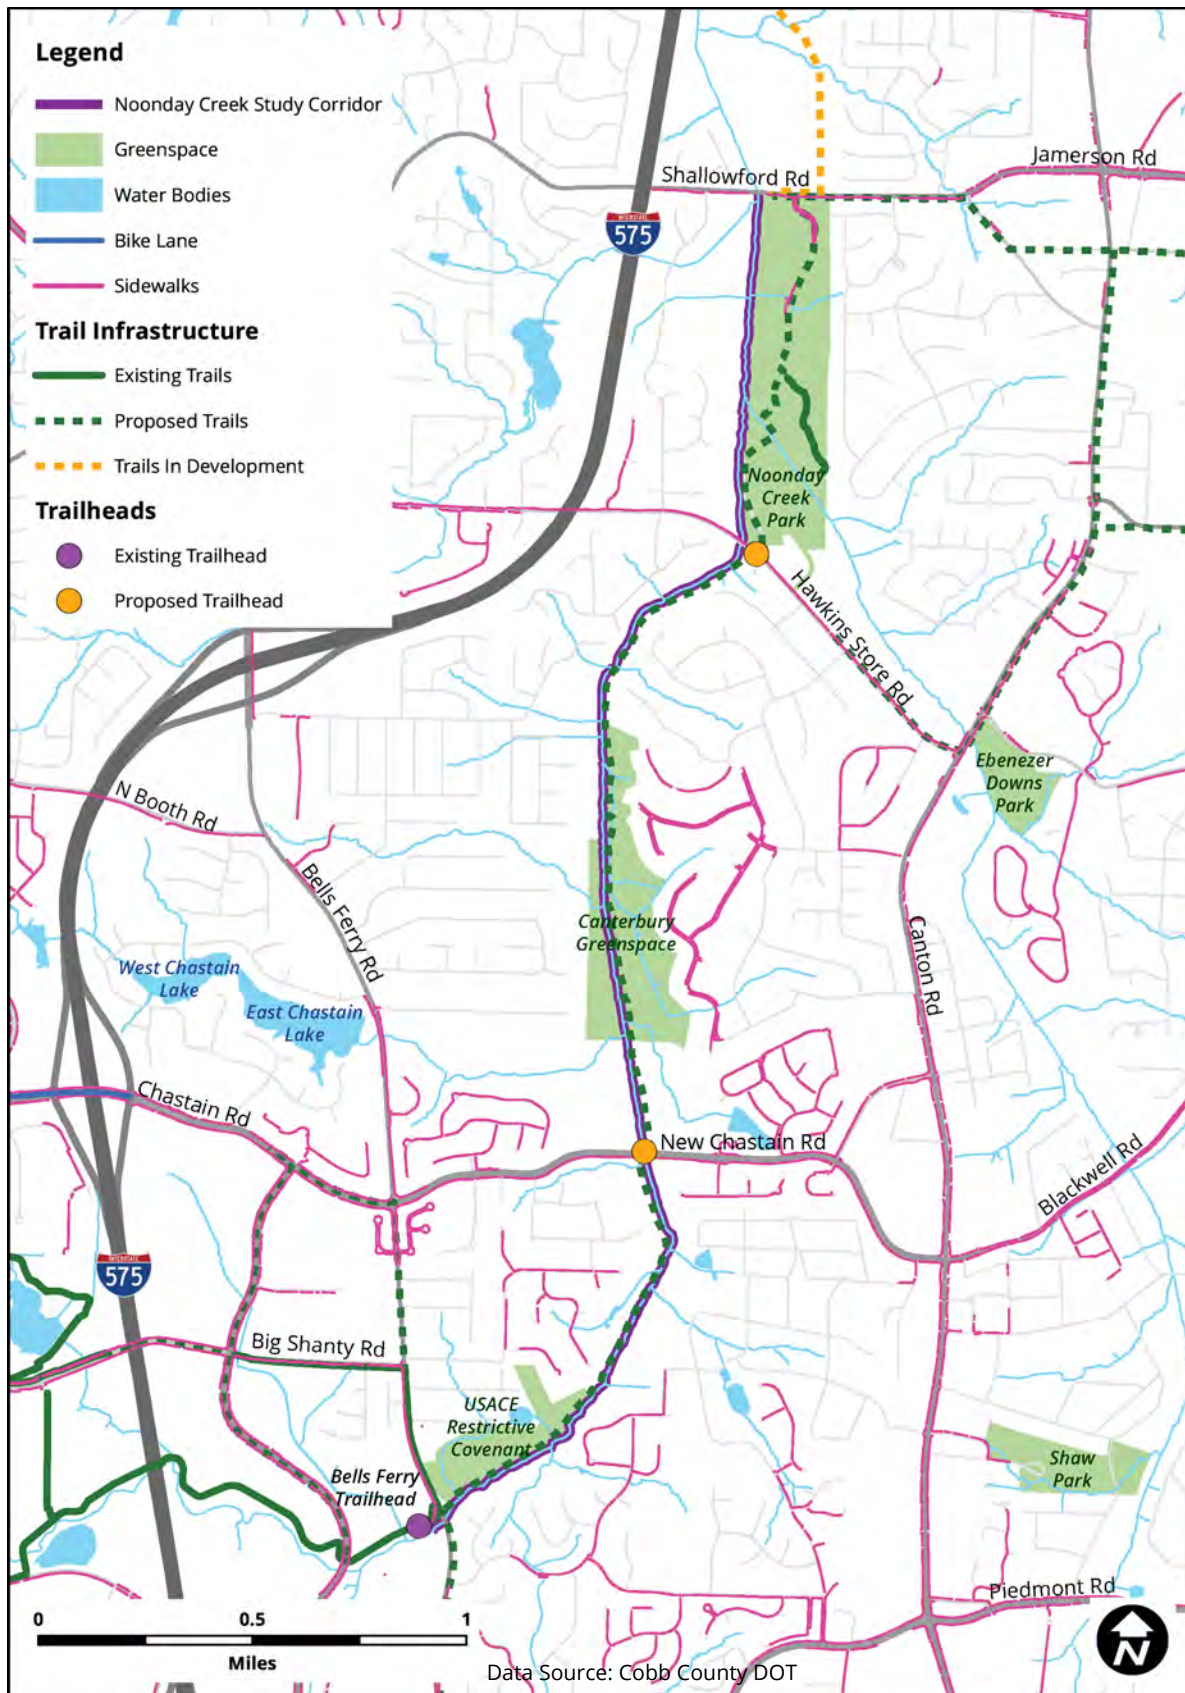 Legend
Noonday Creek Study Corridor
Greenspace
Water Bodies
Bike Lane
Sidewalks
Trail Infrastructure
Existing Trails
Proposed Trails
Trails In Development
Trailheads
Existing Trailhead
Proposed Trailhead
Jamerson Rd
Shallowford Rd
INTERSTATE
575
Noonday
Creek
Park
Hawkins Store Rd
Ebenezer
Downs
Park
N Booth Rd
Bells Ferry Rd
Canterbury
Greenspace
Canton Rd
West Chastain
Lake
East Chastain
Lake
Chastain Rd
New Chastain Rd
Blackwell Rd
INTERSTATE
575
Big Shanty Rd
USACE
Restrictive
Covenant
Shaw
Park
Bells Ferry
Trailhead
Piedmont Rd
0 0.5 1
Miles
Data Source: Cobb County DOT
N